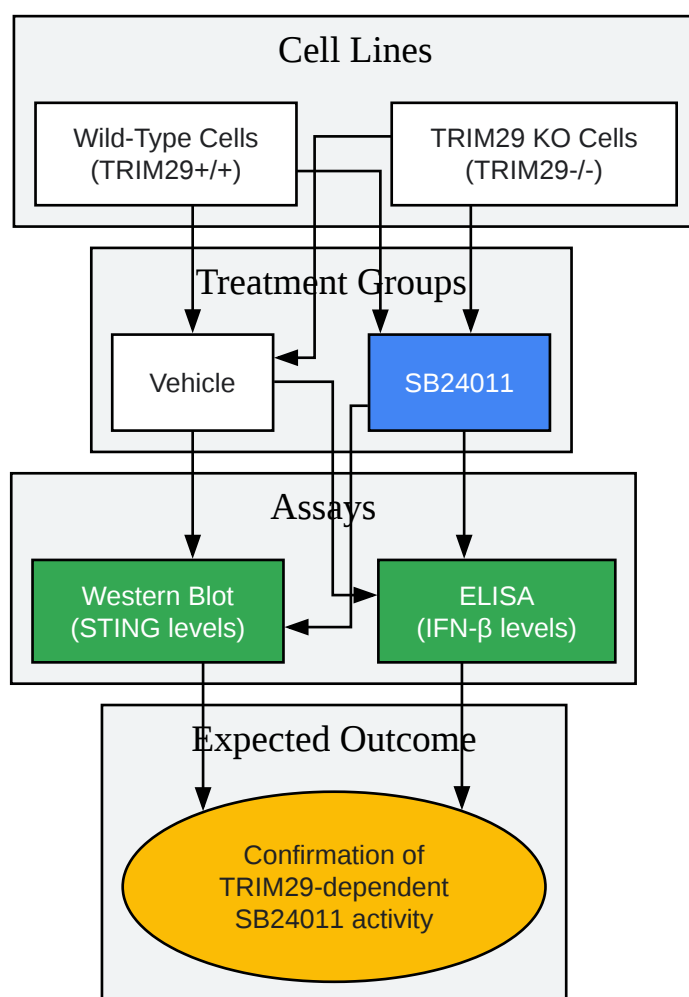 Cell Lines
Wild-Type Cells
(TRIM29+/+)
TRIM29 KO Cells
(TRIM29-/-)
Treatment Groups
Vehicle
SB24011
Assays
Western Blot
(STING levels)
ELISA
(IFN-β levels)
Expected Outcome
Confirmation of
TRIM29-dependent
SB24011 activity